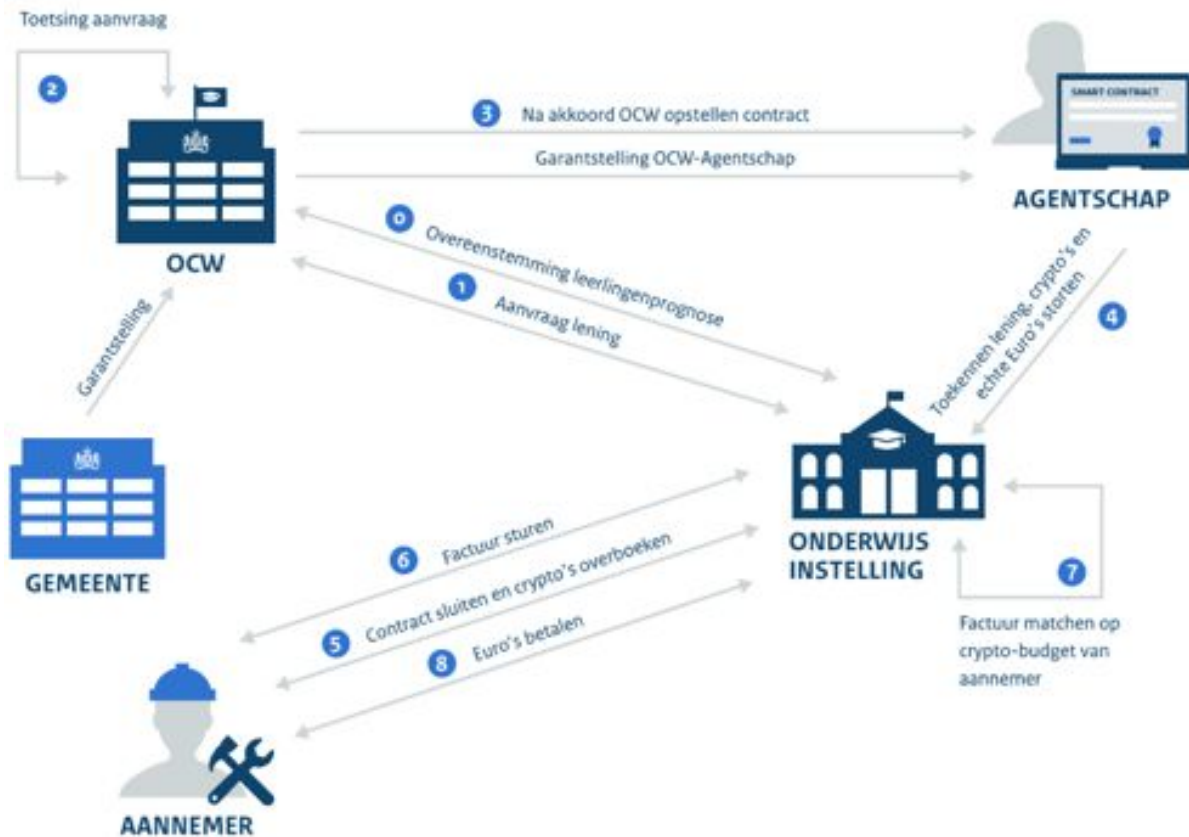 Toetsing aanvraag
2
3
Na akkoord OCW opstellen contract
SMART CONTRACT
Garantstelling OCW-Agentschap
AGENTSCHAP
OCW
0
Overeenstemming leerlingenprognose
1
Aanvraag lening
Toekennen lening, crypto's en
echte Euro's storten
4
Garantstelling
GEMEENTE
ONDERWIJS
INSTELLING
6
Factuur sturen
5
Contract sluiten en crypto's overboeken
8
Euro's betalen
7
Factuur matchen op
crypto-budget van
aannemer
AANNEMER